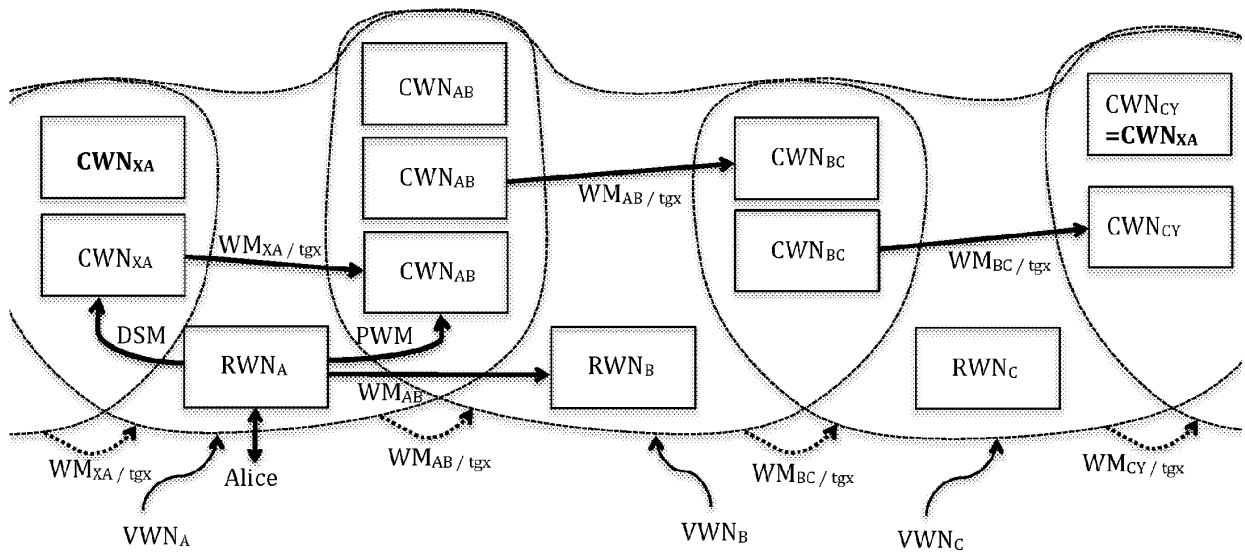 CWN_AB
CWN_CY
=CWN_XA
CWN_XA
CWN_AB
CWN_BC
WM_AB / tgx
CWN_CY
WM_XA / tgx
CWN_XA
CWN_AB
CWN_BC
WM_BC / tgx
DSM
PWM
RWN_A
RWN_B
RWN_C
WM_AB
WM_XA / tgx
Alice
WM_AB / tgx
WM_BC / tgx
WM_CY / tgx
VWN_A
VWN_B
VWN_C